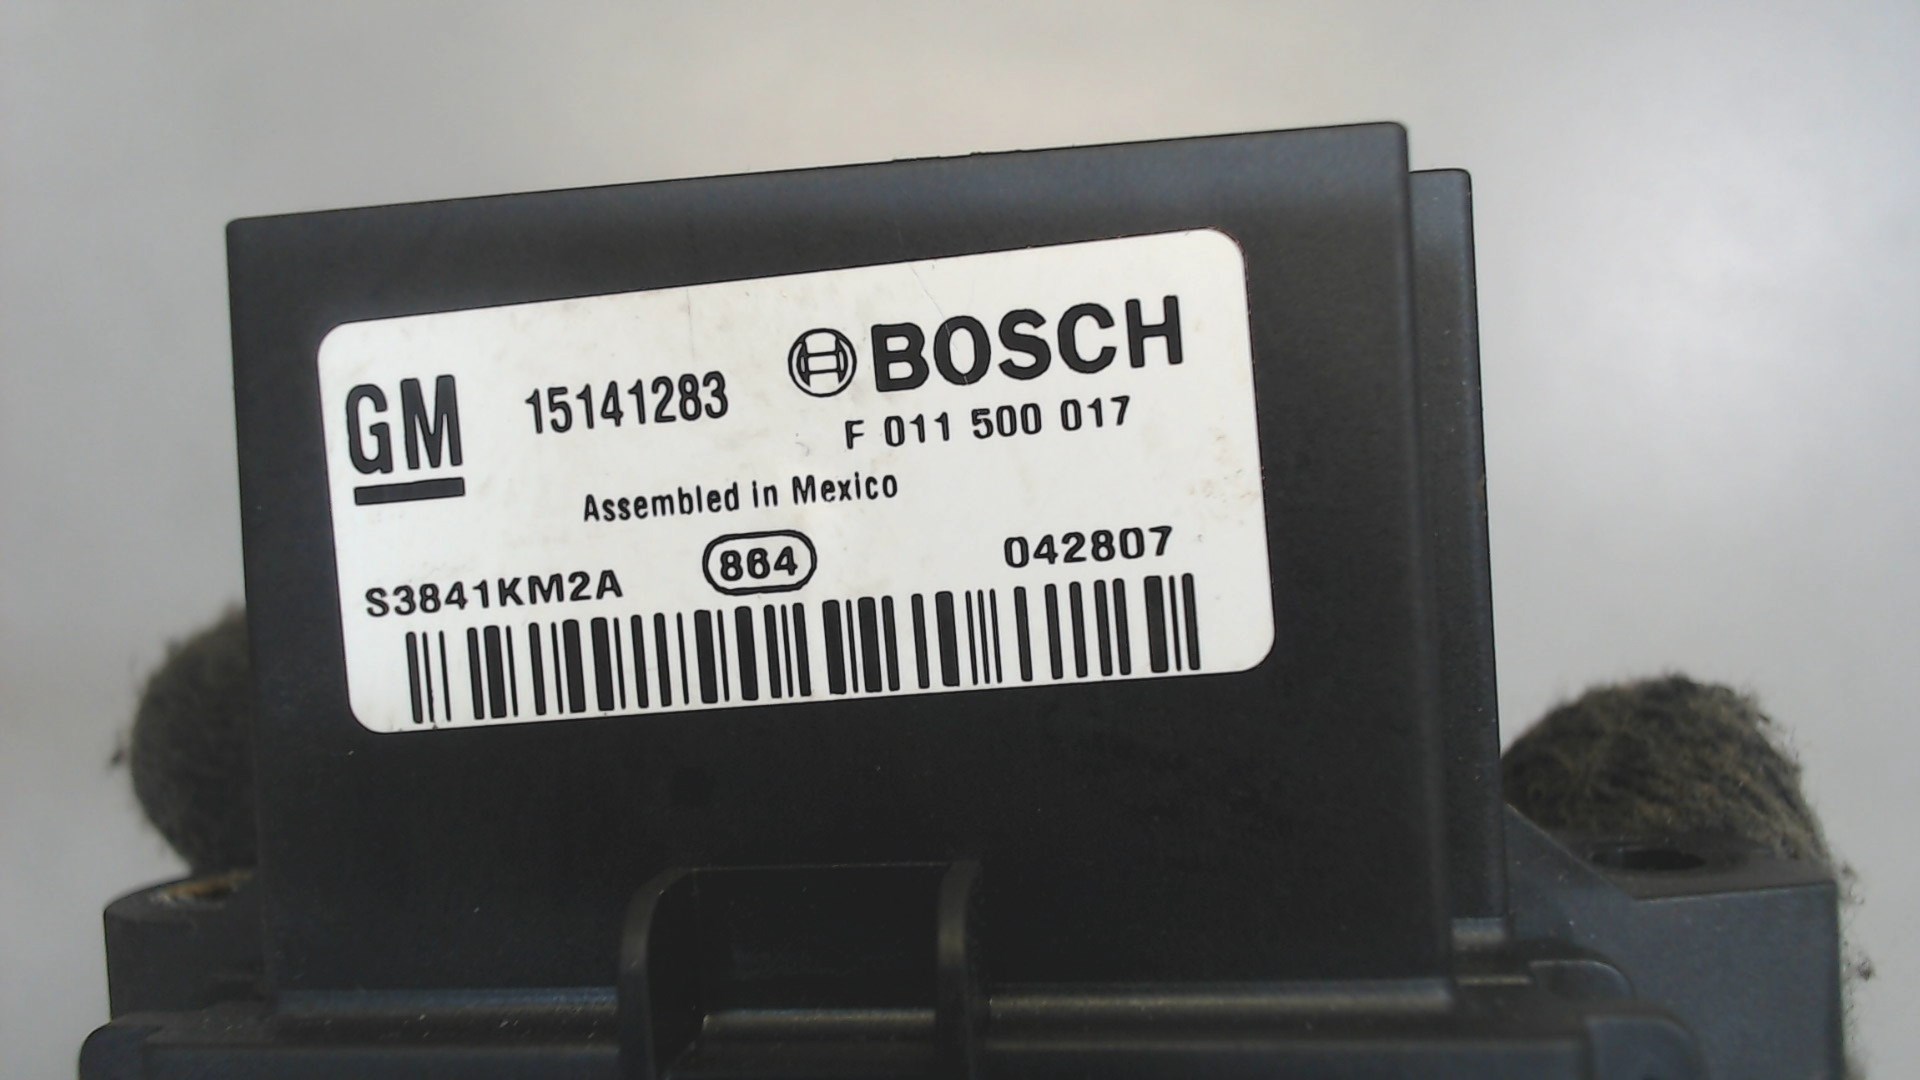 GM 15141283 BOSCH
F 011 500 017
Assembled in Mexico
S3841KM2A 864 042807